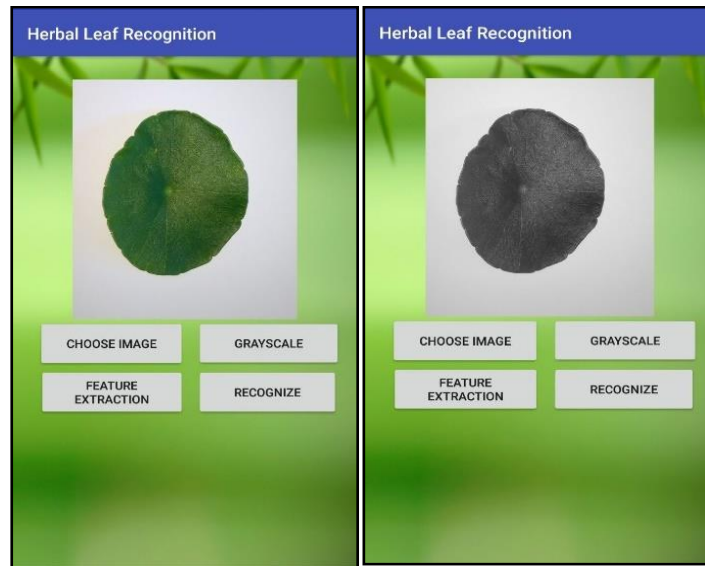 Herbal Leaf Recognition
CHOOSE IMAGE
GRAYSCALE
FEATURE
EXTRACTION
RECOGNIZE
Herbal Leaf Recognition
CHOOSE IMAGE
GRAYSCALE
FEATURE
EXTRACTION
RECOGNIZE